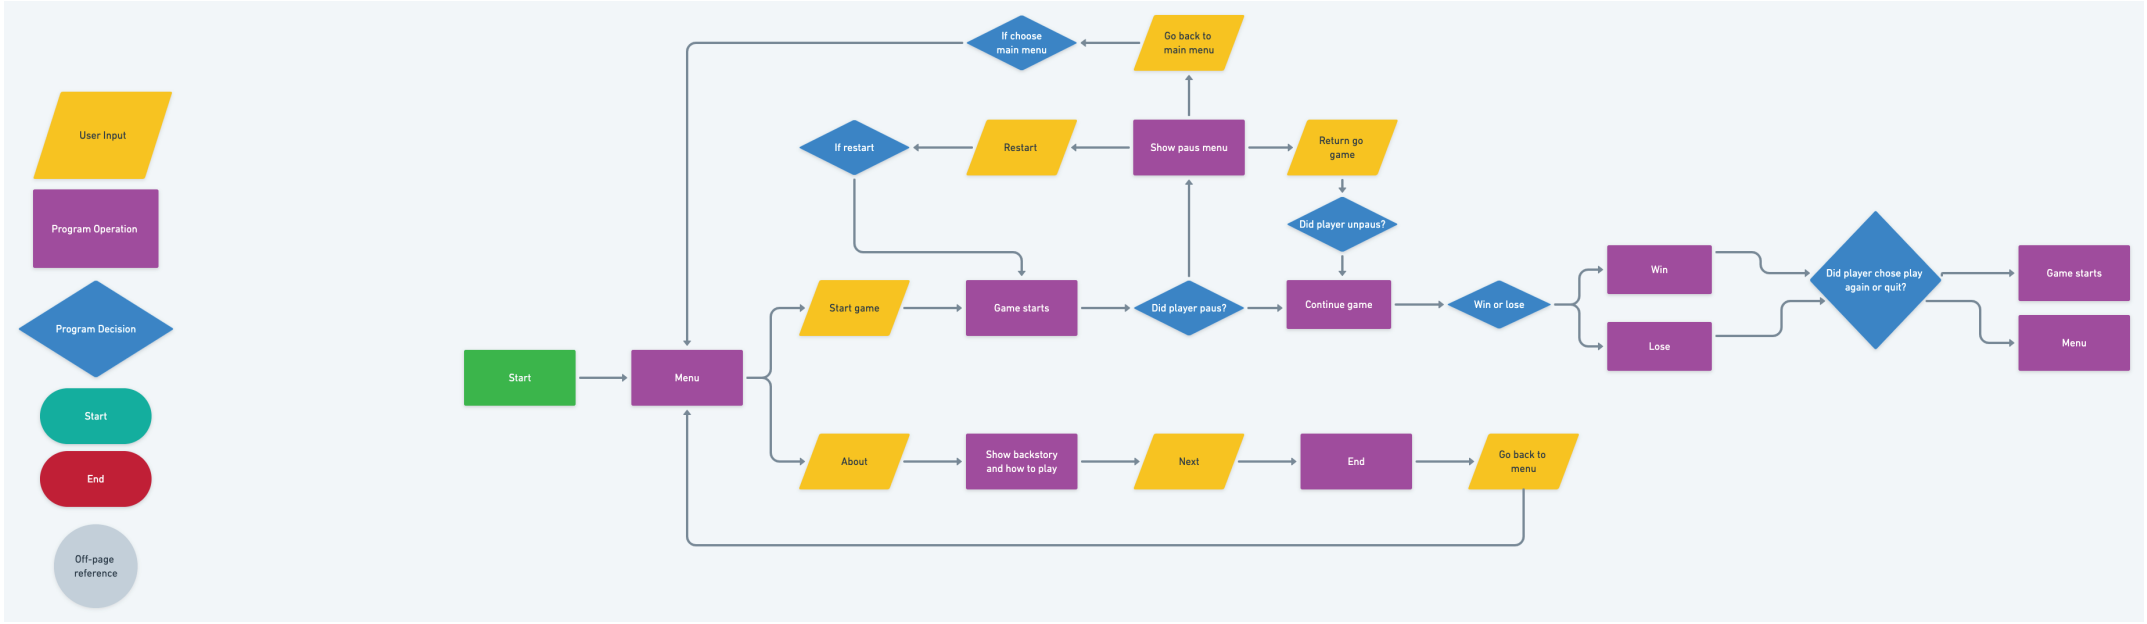 User Input
Program Operation
Program Decision
Start
End
Off-page
reference
If choose
main menu
Go back to
main menu
If restart
Restart
Show paus menu
Return go
game
Did player unpaus?
Start game
Game starts
Did player paus?
Continue game
Win or lose
Win
Lose
Did player chose play
again or quit?
Game starts
Menu
Start
Menu
About
Show backstory
and how to play
Next
End
Go back to
menu